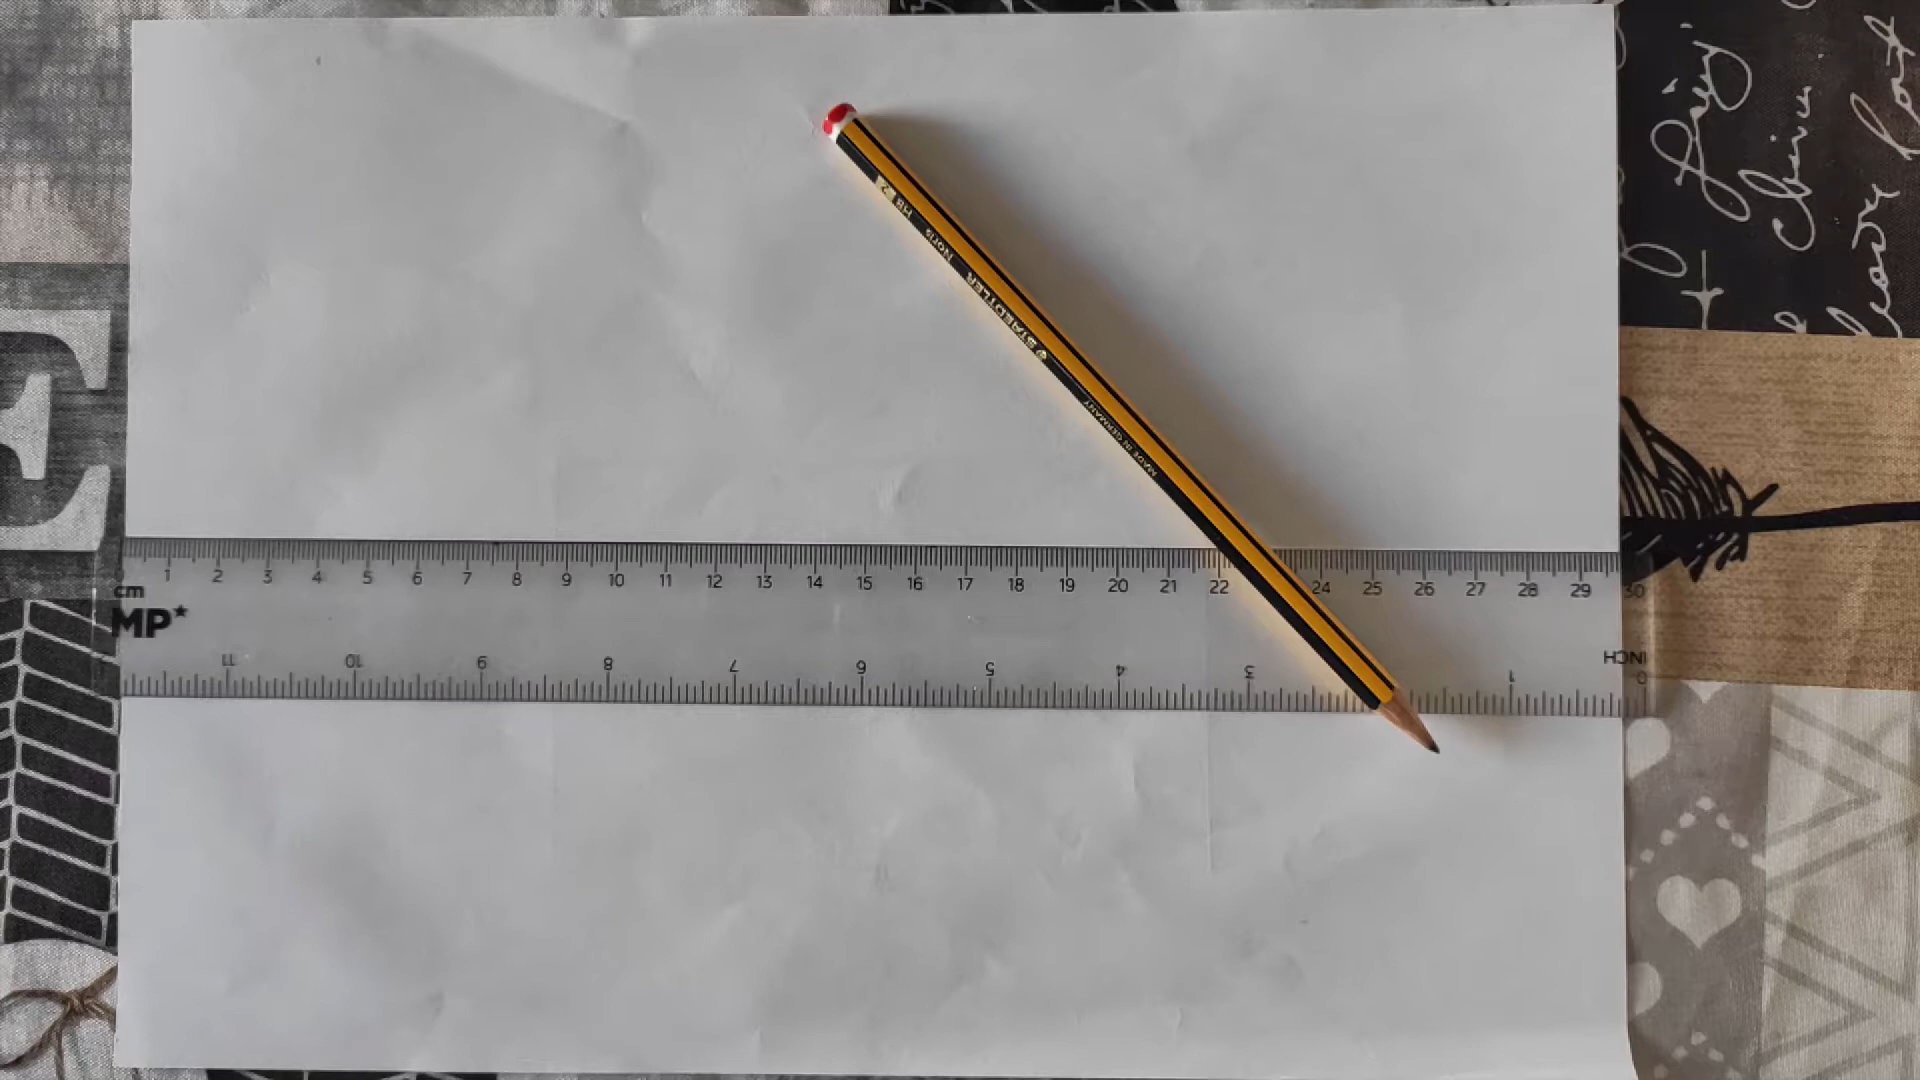 2 HB
Noris
STAEDTLER
MADE IN GERMANY
1 2 3 4 5 6 7 8 9 10 11 12 13 14 15 16 17 18 19 20 21 22 24 25 26 27 28 29 30
cm
MP*
11 10 9 8 7 6 5 4 3 1 0
INCH
E